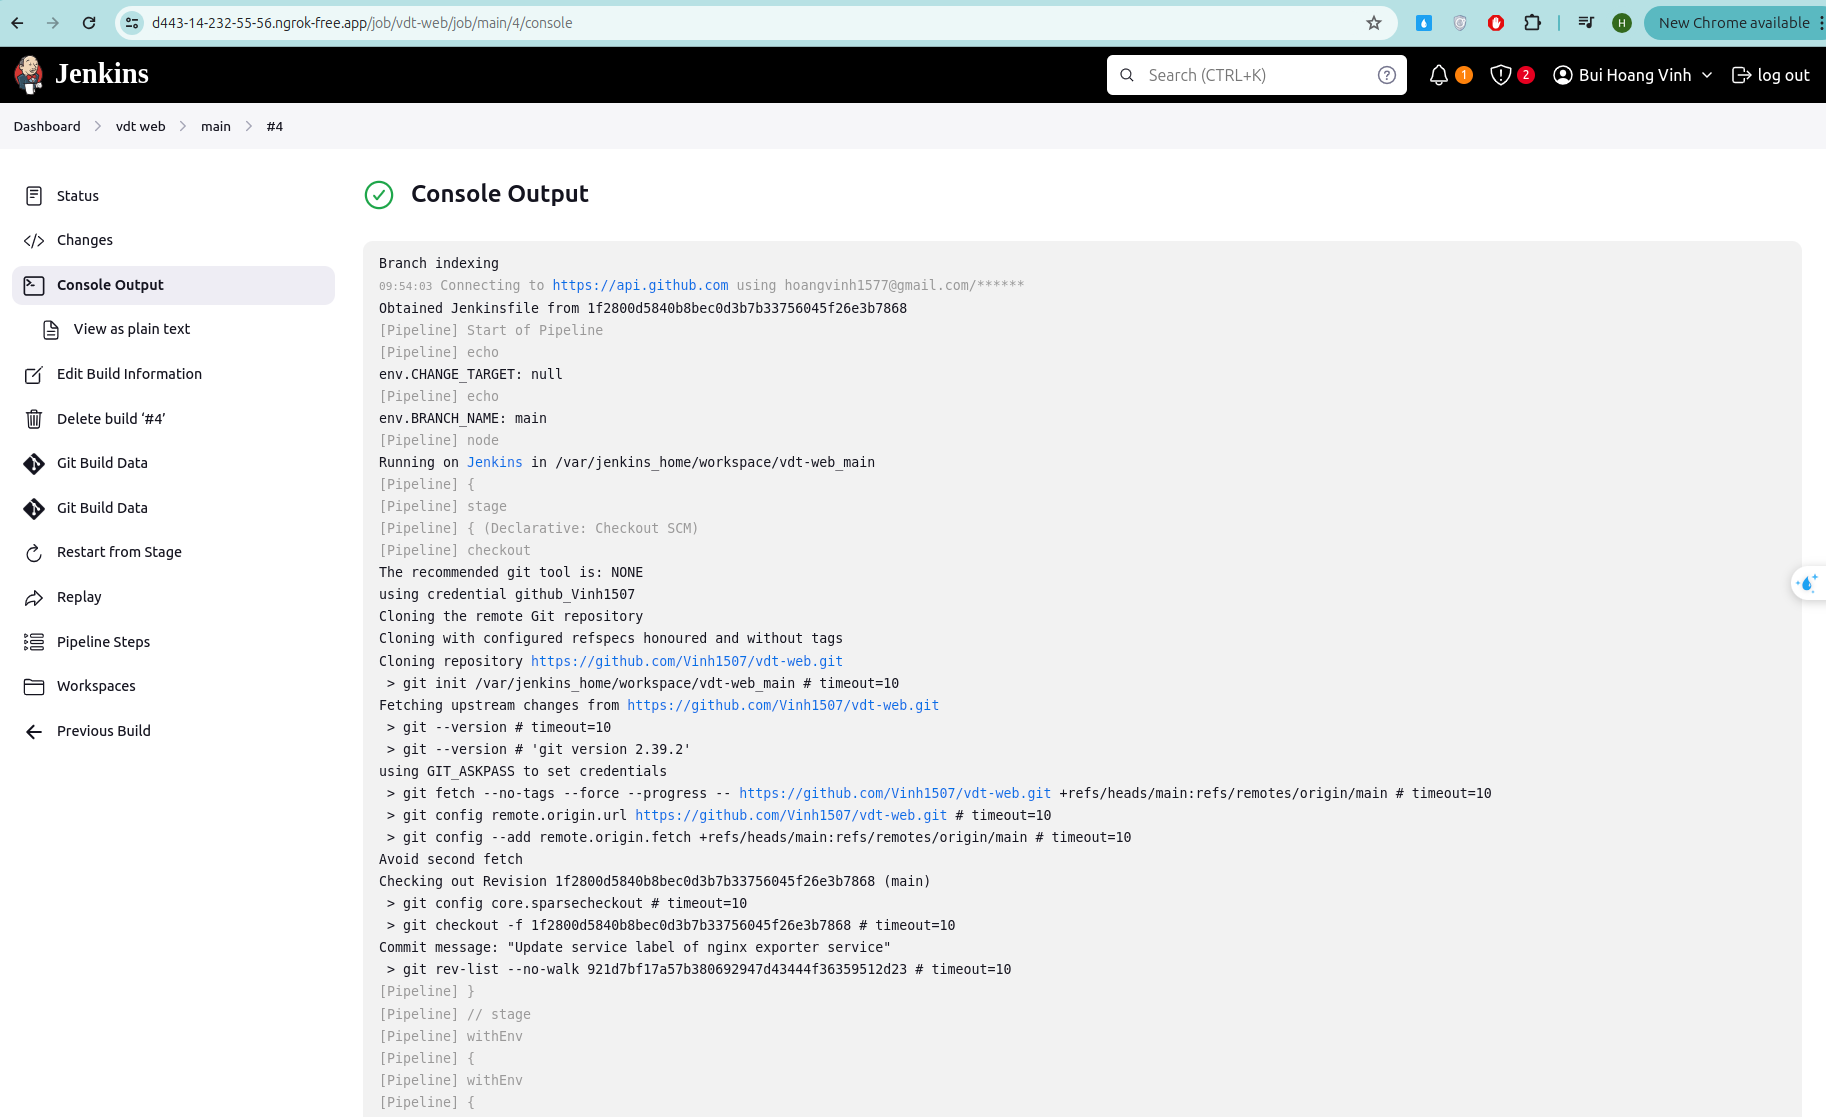 d443-14-232-55-56.ngrok-free.app/job/vdt-web/job/main/4/console
H
New Chrome available
Jenkins
Search (CTRL+K)
?
1
2
Bui Hoang Vinh
log out
Dashboard
vdt web
main
#4
Status
Changes
Console Output
View as plain text
Edit Build Information
Delete build ‘#4’
Git Build Data
Git Build Data
Restart from Stage
Replay
Pipeline Steps
Workspaces
Previous Build
Console Output
Branch indexing
09:54:03 Connecting to https://api.github.com using hoangvinh1577@gmail.com/******
Obtained Jenkinsfile from 1f2800d5840b8bec0d3b7b33756045f26e3b7868
[Pipeline] Start of Pipeline
[Pipeline] echo
env.CHANGE_TARGET: null
[Pipeline] echo
env.BRANCH_NAME: main
[Pipeline] node
Running on Jenkins in /var/jenkins_home/workspace/vdt-web_main
[Pipeline] {
[Pipeline] stage
[Pipeline] { (Declarative: Checkout SCM)
[Pipeline] checkout
The recommended git tool is: NONE
using credential github_Vinh1507
Cloning the remote Git repository
Cloning with configured refspecs honoured and without tags
Cloning repository https://github.com/Vinh1507/vdt-web.git
> git init /var/jenkins_home/workspace/vdt-web_main # timeout=10
Fetching upstream changes from https://github.com/Vinh1507/vdt-web.git
> git --version # timeout=10
> git --version # 'git version 2.39.2'
using GIT_ASKPASS to set credentials
> git fetch --no-tags --force --progress -- https://github.com/Vinh1507/vdt-web.git +refs/heads/main:refs/remotes/origin/main # timeout=10
> git config remote.origin.url https://github.com/Vinh1507/vdt-web.git # timeout=10
> git config --add remote.origin.fetch +refs/heads/main:refs/remotes/origin/main # timeout=10
Avoid second fetch
Checking out Revision 1f2800d5840b8bec0d3b7b33756045f26e3b7868 (main)
> git config core.sparsecheckout # timeout=10
> git checkout -f 1f2800d5840b8bec0d3b7b33756045f26e3b7868 # timeout=10
Commit message: "Update service label of nginx exporter service"
> git rev-list --no-walk 921d7bf17a57b380692947d43444f36359512d23 # timeout=10
[Pipeline] }
[Pipeline] // stage
[Pipeline] withEnv
[Pipeline] {
[Pipeline] withEnv
[Pipeline] {